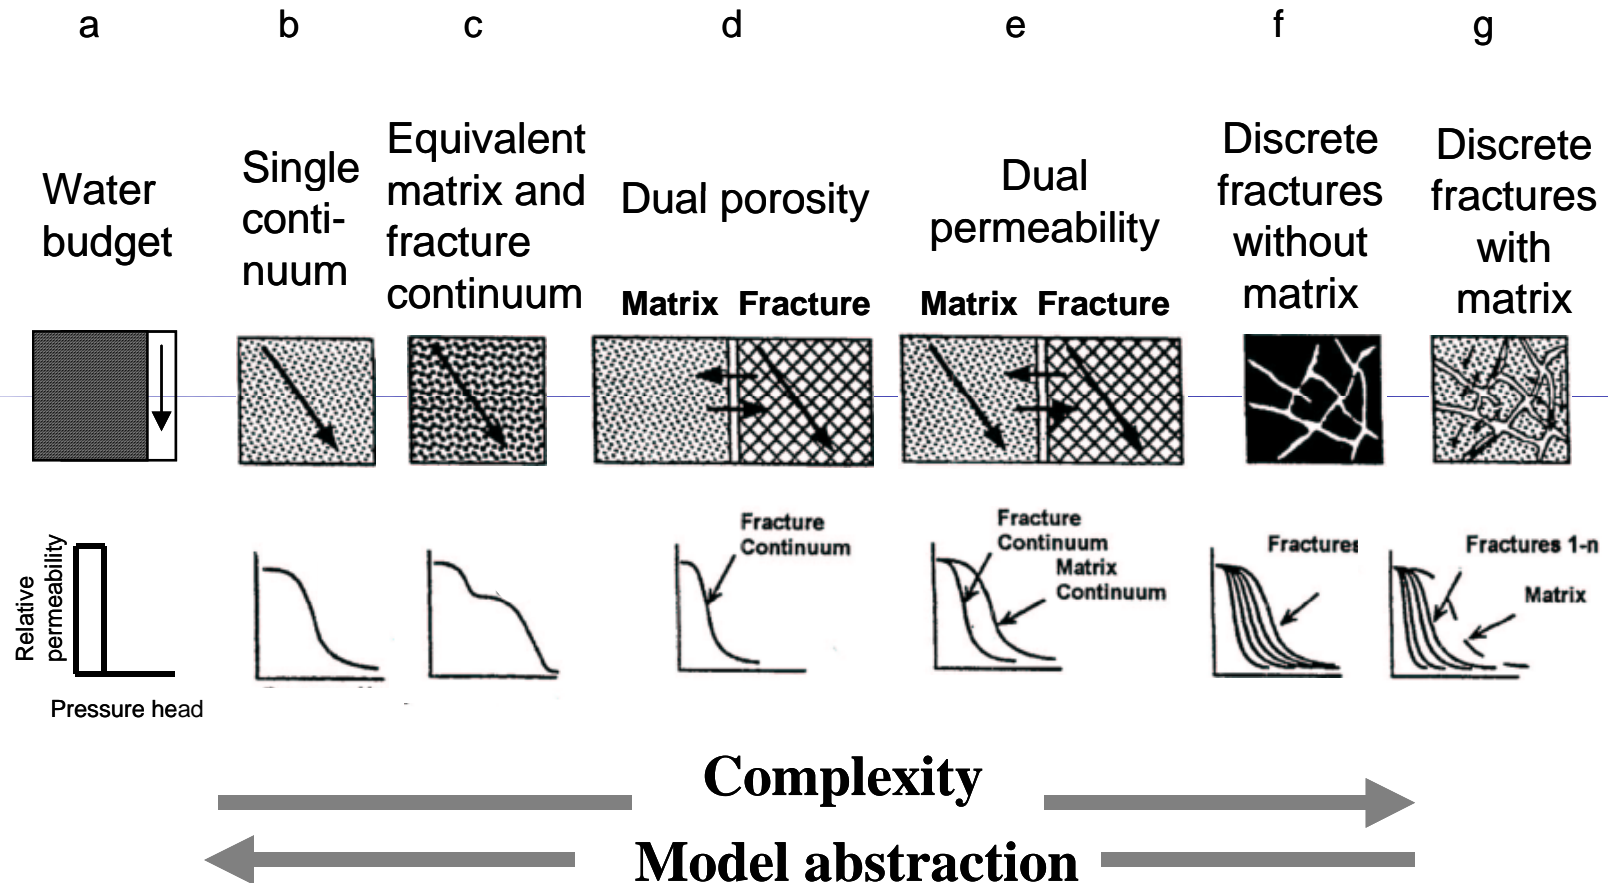 a
b
c
d
e
f
g
Water
budget
Single
conti-
nuum
Equivalent
matrix and
fracture
continuum
Dual porosity
Matrix Fracture
Dual
permeability
Matrix Fracture
Discrete
fractures
without
matrix
Discrete
fractures
with
matrix
Relative
permeability
Pressure head
Fracture
Continuum
Fracture
Continuum
Matrix
Continuum
Fractures
Fractures 1-n
Matrix
Complexity
Model abstraction